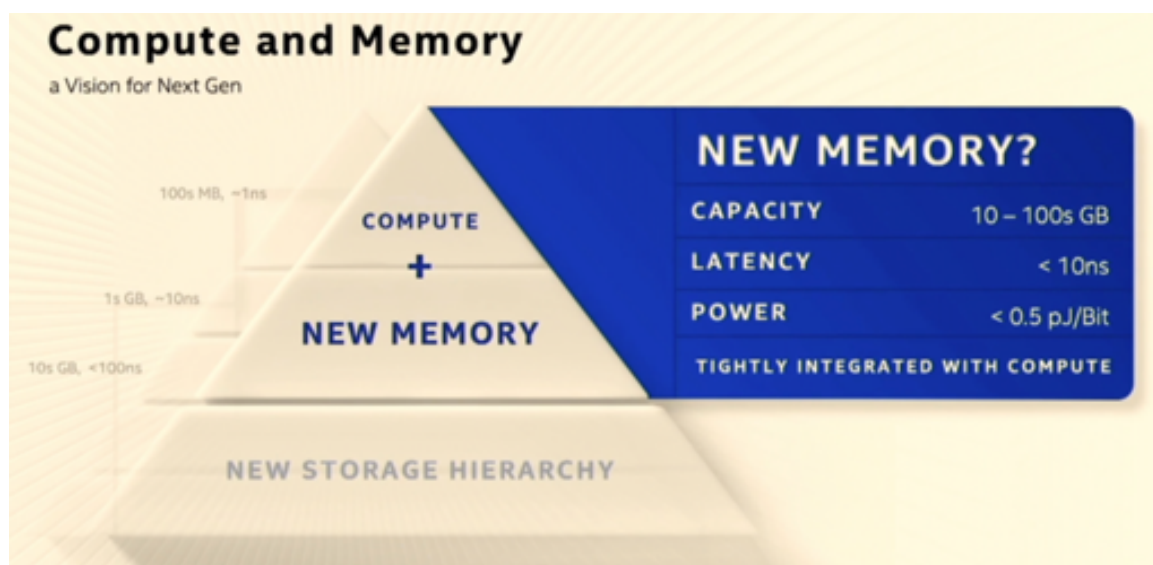 Compute and Memory
a Vision for Next Gen
NEW MEMORY?
100s MB, ~1ns
CAPACITY 10 – 100s GB
COMPUTE
+
LATENCY < 10ns
1s GB, ~10ns
POWER < 0.5 pJ/Bit
NEW MEMORY
10s GB, <100ns
TIGHTLY INTEGRATED WITH COMPUTE
NEW STORAGE HIERARCHY